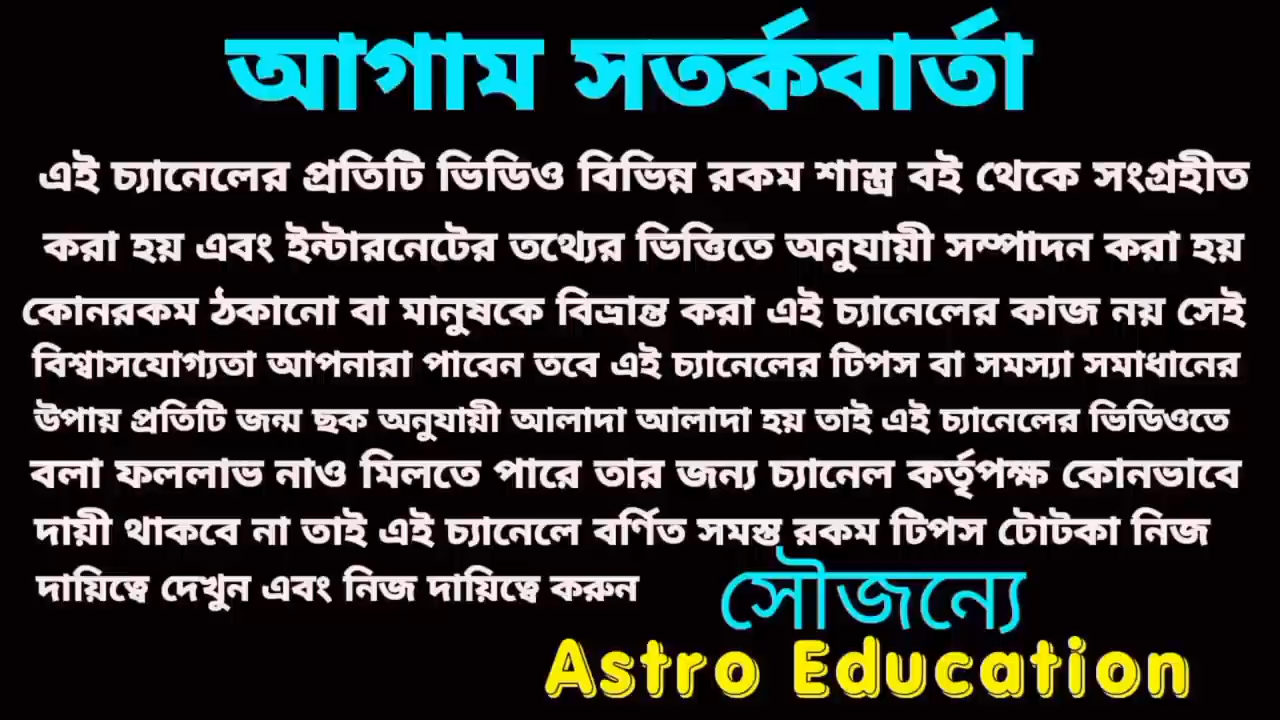 আগাম সতর্কবার্তা
এই চ্যানেলের প্রতিটি ভিডিও বিভিন্ন রকম শাস্ত্র বই থেকে সংগ্রহীত
করা হয় এবং ইন্টারনেটের তথ্যের ভিত্তিতে অনুযায়ী সম্পাদন করা হয়
কোনরকম ঠকানো বা মানুষকে বিভ্রান্ত করা এই চ্যানেলের কাজ নয় সেই
বিশ্বাসযোগ্যতা আপনারা পাবেন তবে এই চ্যানেলের টিপস বা সমস্যা সমাধানের
উপায় প্রতিটি জন্ম ছক অনুযায়ী আলাদা আলাদা হয় তাই এই চ্যানেলের ভিডিওতে
বলা ফললাভ নাও মিলতে পারে তার জন্য চ্যানেল কর্তৃপক্ষ কোনভাবে
দায়ী থাকবে না তাই এই চ্যানেলে বর্ণিত সমস্ত রকম টিপস টোটকা নিজ
দায়িত্বে দেখুন এবং নিজ দায়িত্বে করুন
সৌজন্যে
Astro Education